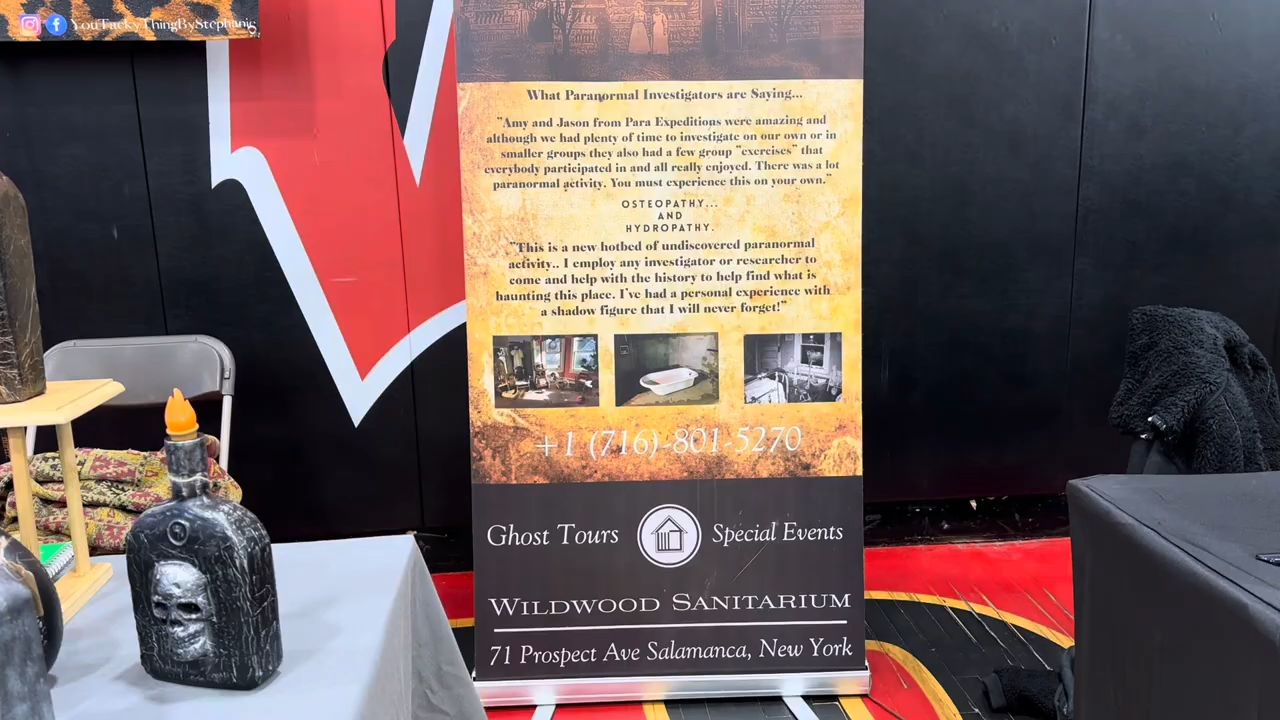 YouTackyThingByStephanie
What Paranormal Investigators are Saying...
"Amy and Jason from Para Expeditions were amazing and
although we had plenty of time to investigate on our own or in
smaller groups they also had a few group "exercises" that
everybody participated in and all really enjoyed. There was a lot
paranormal activity. You must experience this on your own."
OSTEOPATHY...
AND
HYDROPATHY.
"This is a new hotbed of undiscovered paranormal
activity.. I employ any investigator or researcher to
come and help with the history to help find what is
haunting this place. I've had a personal experience with
a shadow figure that I will never forget!"
+1 (716)-801-5270
Ghost Tours Special Events
Wildwood Sanitarium
71 Prospect Ave Salamanca, New York